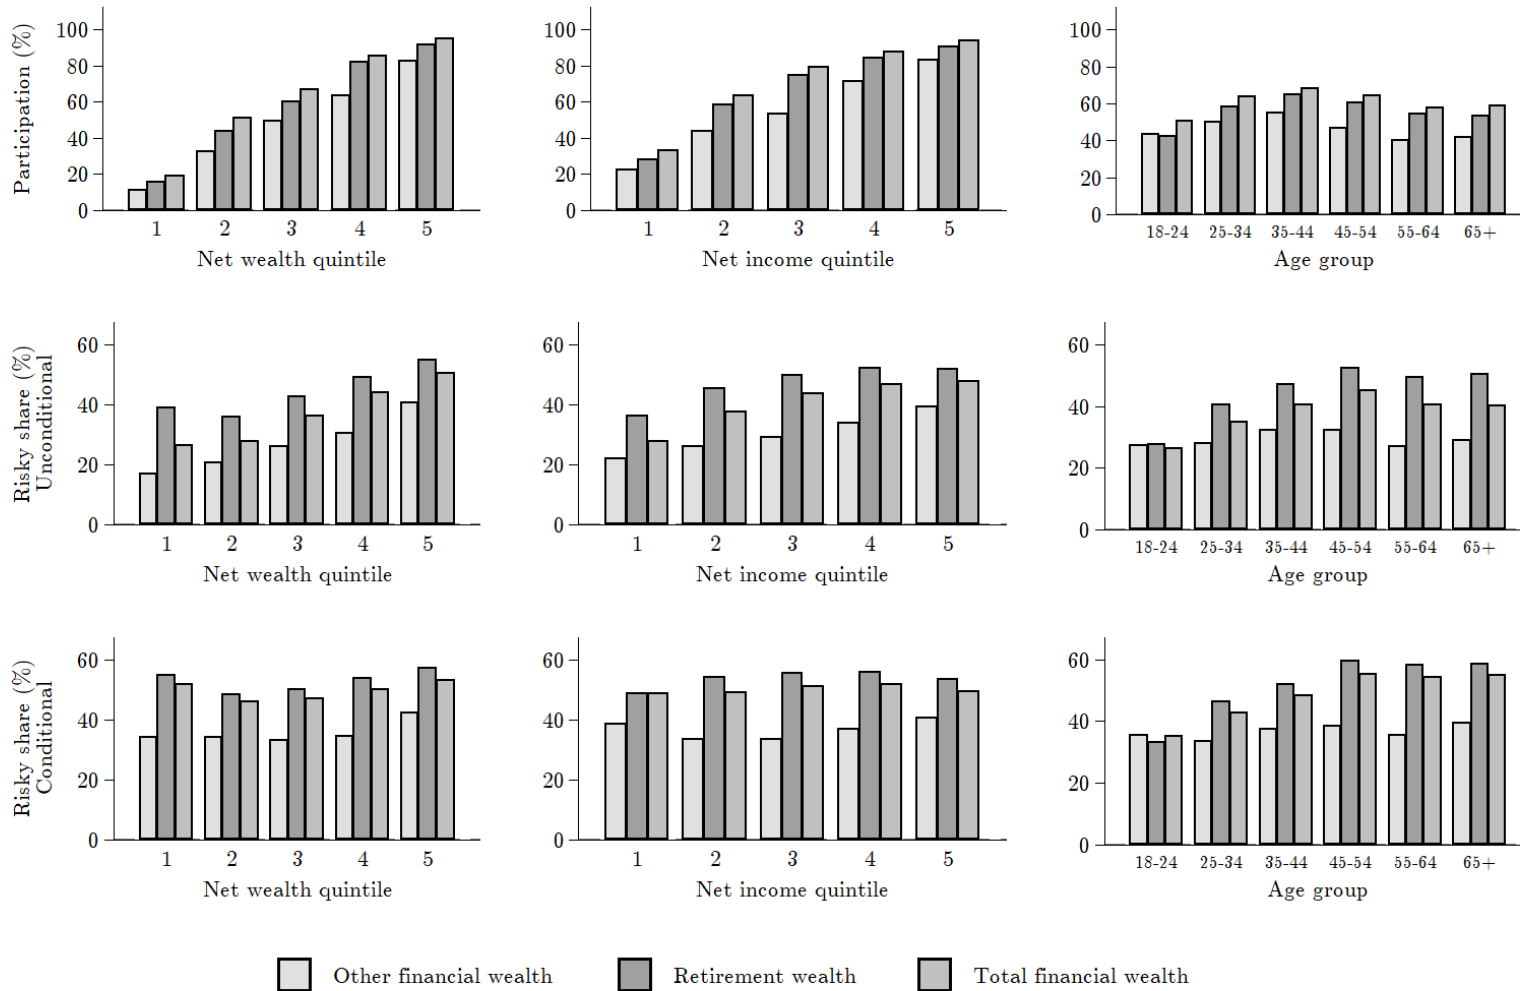 Participation (%)
100
80
60
40
20
0
1 2 3 4 5
Net wealth quintile
100
80
60
40
20
0
1 2 3 4 5
Net income quintile
100
80
60
40
20
0
18-24 25-34 35-44 45-54 55-64 65+
Age group
Risky share (%)
Unconditional
60
40
20
0
1 2 3 4 5
Net wealth quintile
60
40
20
0
1 2 3 4 5
Net income quintile
60
40
20
0
18-24 25-34 35-44 45-54 55-64 65+
Age group
Risky share (%)
Conditional
60
40
20
0
1 2 3 4 5
Net wealth quintile
60
40
20
0
1 2 3 4 5
Net income quintile
60
40
20
0
18-24 25-34 35-44 45-54 55-64 65+
Age group
Other financial wealth
Retirement wealth
Total financial wealth